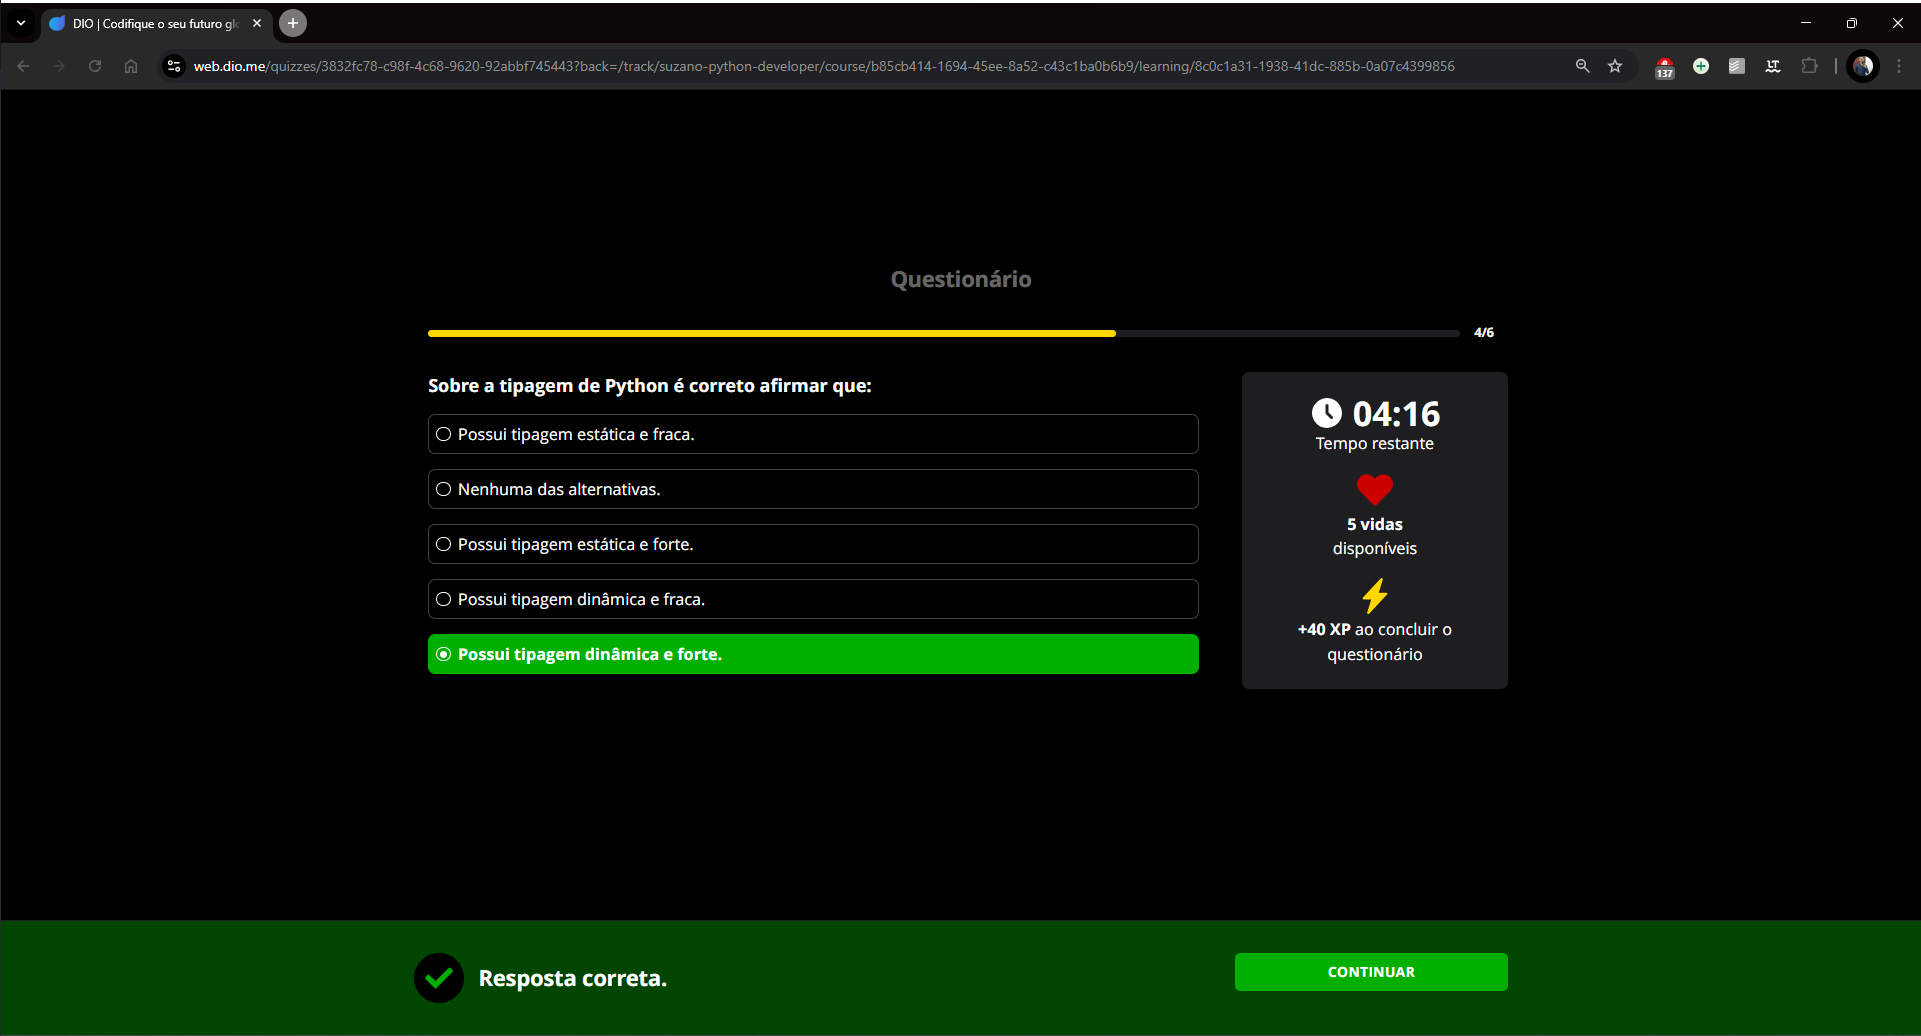 DIO | Codifique o seu futuro glo
web.dio.me/quizzes/3832fc78-c98f-4c68-9620-92abbf745443?back=/track/suzano-python-developer/course/b85cb414-1694-45ee-8a52-c43c1ba0b6b9/learning/8c0c1a31-1938-41dc-885b-0a07c4399856
137
Questionário
4/6
Sobre a tipagem de Python é correto afirmar que:
Possui tipagem estática e fraca.
Nenhuma das alternativas.
Possui tipagem estática e forte.
Possui tipagem dinâmica e fraca.
Possui tipagem dinâmica e forte.
04:16
Tempo restante
5 vidas
disponíveis
+40 XP ao concluir o
questionário
Resposta correta.
CONTINUAR